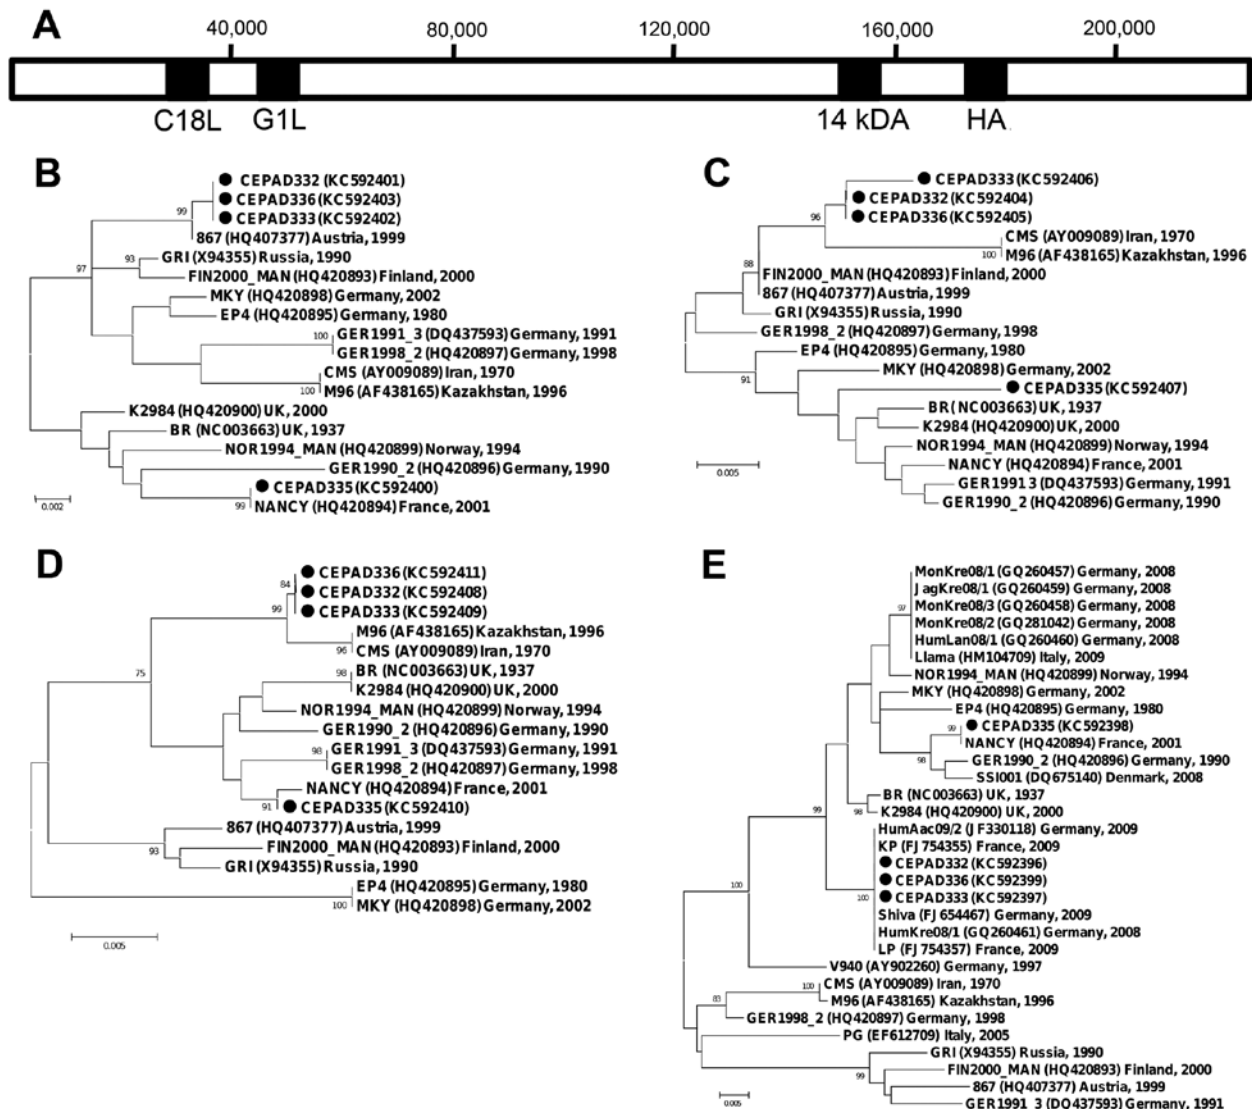 A
40,000
80,000
120,000
160,000
200,000
C18L
G1L
14 kDA
HA
B
CEPAD332 (KC592401)
CEPAD336 (KC592403)
99
CEPAD333 (KC592402)
867 (HQ407377) Austria, 1999
93
GRI (X94355) Russia, 1990
97
FIN2000_MAN (HQ420893) Finland, 2000
MKY (HQ420898) Germany, 2002
EP4 (HQ420895) Germany, 1980
100
GER1991_3 (DQ437593) Germany, 1991
GER1998_2 (HQ420897) Germany, 1998
CMS (AY009089) Iran, 1970
100
M96 (AF438165) Kazakhstan, 1996
K2984 (HQ420900) UK, 2000
BR (NC003663) UK, 1937
NOR1994_MAN (HQ420899) Norway, 1994
GER1990_2 (HQ420896) Germany, 1990
CEPAD335 (KC592400)
99
NANCY (HQ420894) France, 2001
0.002
C
CEPAD333 (KC592406)
CEPAD332 (KC592404)
96
CEPAD336 (KC592405)
CMS (AY009089) Iran, 1970
100
M96 (AF438165) Kazakhstan, 1996
88
FIN2000_MAN (HQ420893) Finland, 2000
867 (HQ407377) Austria, 1999
GRI (X94355) Russia, 1990
GER1998_2 (HQ420897) Germany, 1998
EP4 (HQ420895) Germany, 1980
91
MKY (HQ420898) Germany, 2002
CEPAD335 (KC592407)
BR( NC003663) UK, 1937
K2984 (HQ420900) UK, 2000
NOR1994_MAN (HQ420899) Norway, 1994
NANCY (HQ420894) France, 2001
GER1991 3 (DQ437593) Germany, 1991
GER1990_2 (HQ420896) Germany, 1990
0.005
D
CEPAD336 (KC592411)
84
CEPAD332 (KC592408)
99
CEPAD333 (KC592409)
M96 (AF438165) Kazakhstan, 1996
96
CMS (AY009089) Iran, 1970
75
98
BR (NC003663) UK, 1937
K2984 (HQ420900) UK, 2000
NOR1994_MAN (HQ420899) Norway, 1994
GER1990_2 (HQ420896) Germany, 1990
98
GER1991_3 (DQ437593) Germany, 1991
GER1998_2 (HQ420897) Germany, 1998
NANCY (HQ420894) France, 2001
91
CEPAD335 (KC592410)
867 (HQ407377) Austria, 1999
93
FIN2000_MAN (HQ420893) Finland, 2000
GRI (X94355) Russia, 1990
EP4 (HQ420895) Germany, 1980
100
MKY (HQ420898) Germany, 2002
0.005
E
MonKre08/1 (GQ260457) Germany, 2008
JagKre08/1 (GQ260459) Germany, 2008
97
MonKre08/3 (GQ260458) Germany, 2008
MonKre08/2 (GQ281042) Germany, 2008
HumLan08/1 (GQ260460) Germany, 2008
Llama (HM104709) Italy, 2009
NOR1994_MAN (HQ420899) Norway, 1994
MKY (HQ420898) Germany, 2002
EP4 (HQ420895) Germany, 1980
99
CEPAD335 (KC592398)
NANCY (HQ420894) France, 2001
98
GER1990_2 (HQ420896) Germany, 1990
SSI001 (DQ675140) Denmark, 2008
BR (NC003663) UK, 1937
98
K2984 (HQ420900) UK, 2000
99
HumAac09/2 (JF330118) Germany, 2009
KP (FJ754355) France, 2009
CEPAD332 (KC592396)
CEPAD336 (KC592399)
100
100
CEPAD333 (KC592397)
Shiva (FJ654467) Germany, 2009
HumKre08/1 (GQ260461) Germany, 2008
LP (FJ754357) France, 2009
V940 (AY902260) Germany, 1997
100
CMS (AY009089) Iran, 1970
83
M96 (AF438165) Kazakhstan, 1996
GER1998_2 (HQ420897) Germany, 1998
PG (EF612709) Italy, 2005
GRI (X94355) Russia, 1990
99
FIN2000_MAN (HQ420893) Finland, 2000
867 (HQ407377) Austria, 1999
GER1991_3 (DQ437593) Germany, 1991
0.005